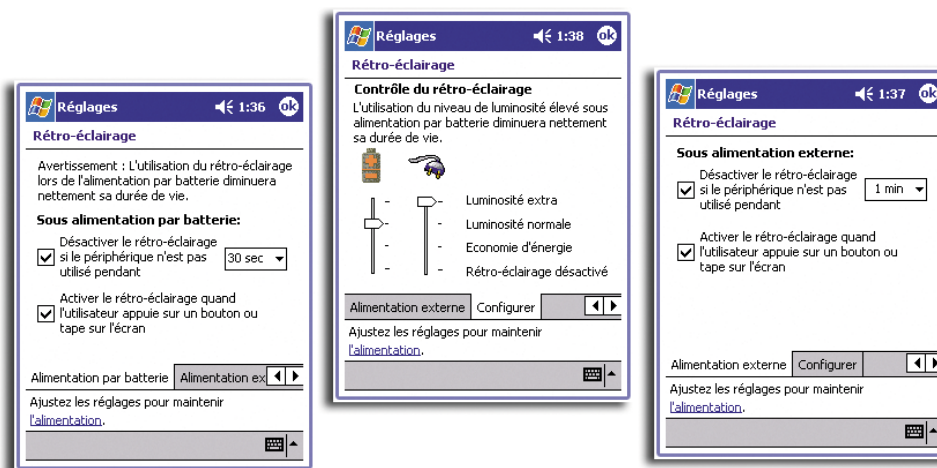 Réglages 1:36 ok
Rétro-éclairage
Avertissement : L'utilisation du rétro-éclairage
lors de l'alimentation par batterie diminuera
nettement sa durée de vie.
Sous alimentation par batterie:
Désactiver le rétro-éclairage
si le périphérique n'est pas
utilisé pendant
30 sec
Activer le rétro-éclairage quand
l'utilisateur appuie sur un bouton ou
tape sur l'écran
Alimentation par batterie Alimentation ex
Ajustez les réglages pour maintenir
l'alimentation.
Réglages 1:38 ok
Rétro-éclairage
Contrôle du rétro-éclairage
L'utilisation du niveau de luminosité élevé sous
alimentation par batterie diminuera nettement
sa durée de vie.
Luminosité extra
Luminosité normale
Economie d'énergie
Rétro-éclairage désactivé
Alimentation externe Configurer
Ajustez les réglages pour maintenir
l'alimentation.
Réglages 1:37 ok
Rétro-éclairage
Sous alimentation externe:
Désactiver le rétro-éclairage
si le périphérique n'est pas
utilisé pendant
1 min
Activer le rétro-éclairage quand
l'utilisateur appuie sur un bouton ou
tape sur l'écran
Alimentation externe Configurer
Ajustez les réglages pour maintenir
l'alimentation.